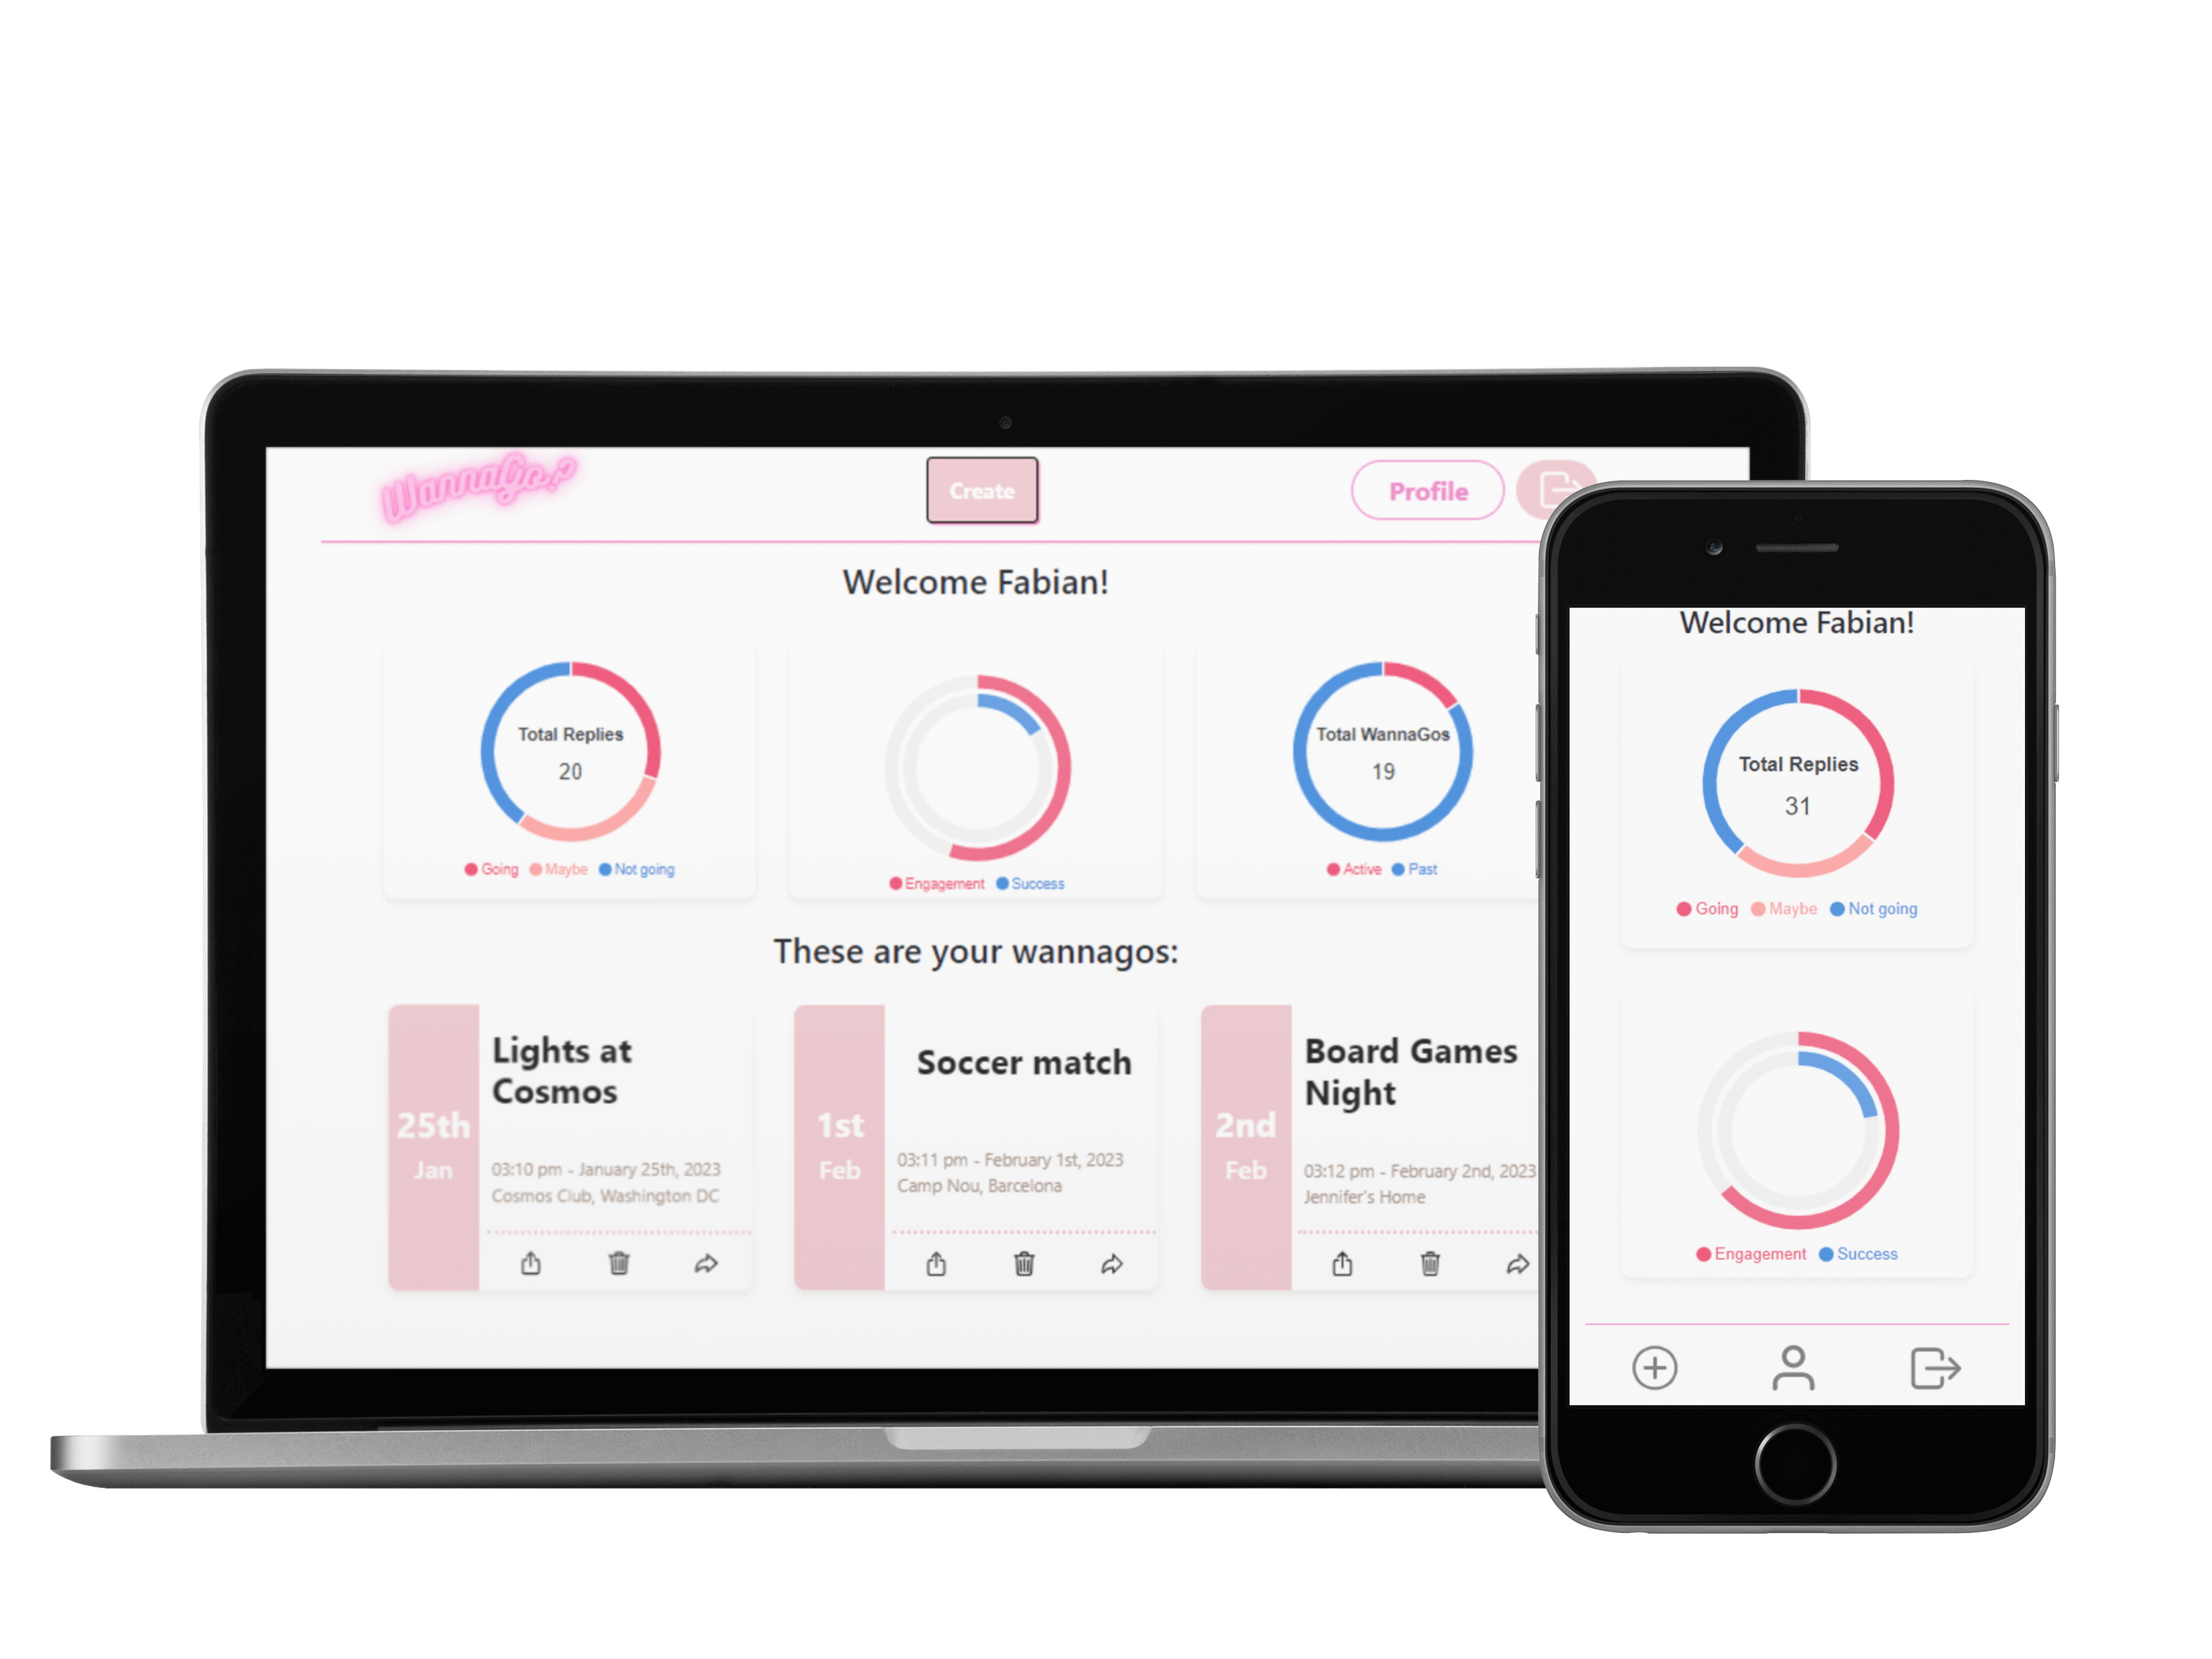 WannaGo?
Create
Profile
Welcome Fabian!
Total Replies
20
Going Maybe Not going
Engagement Success
Total WannaGos
19
Active Past
These are your wannagos:
25th
Jan
Lights at
Cosmos
03:10 pm - January 25th, 2023
Cosmos Club, Washington DC
1st
Feb
Soccer match
03:11 pm - February 1st, 2023
Camp Nou, Barcelona
2nd
Feb
Board Games
Night
03:12 pm - February 2nd, 2023
Jennifer's Home
Welcome Fabian!
Total Replies
31
Going Maybe Not going
Engagement Success